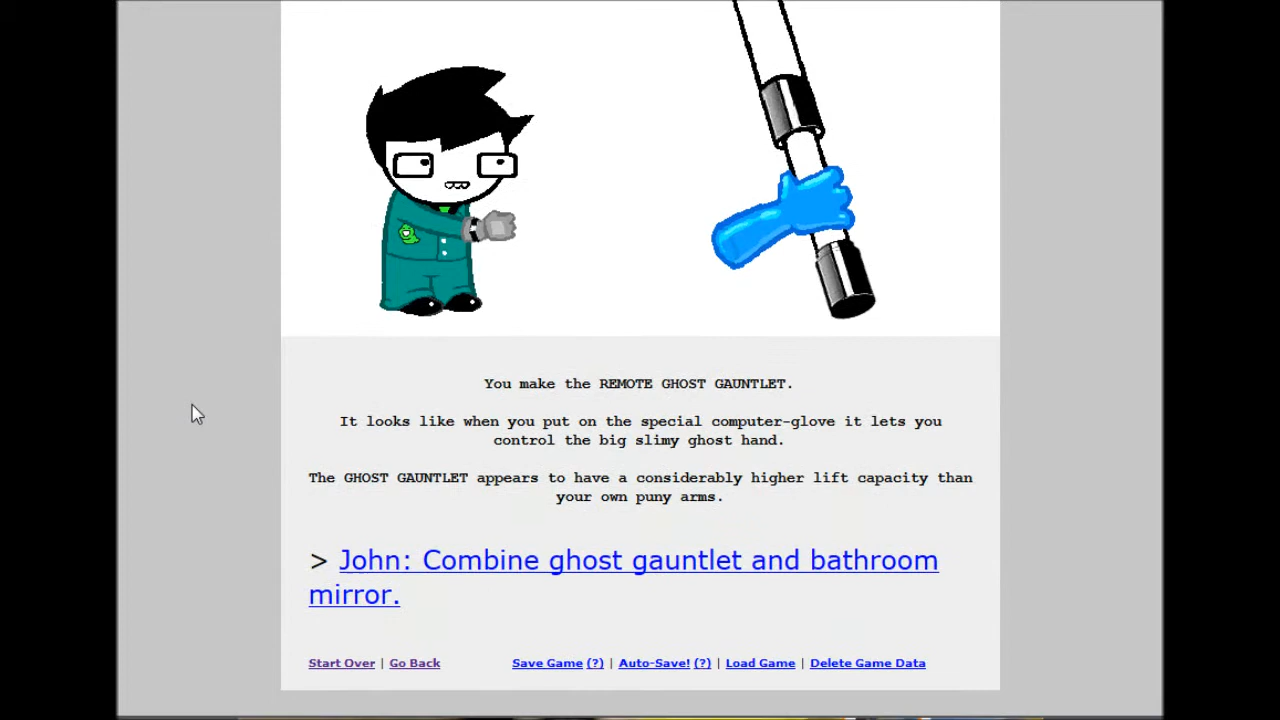 You make the REMOTE GHOST GAUNTLET.
It looks like when you put on the special computer-glove it lets you
control the big slimy ghost hand.
The GHOST GAUNTLET appears to have a considerably higher lift capacity than
your own puny arms.
> John: Combine ghost gauntlet and bathroom
mirror.
Start Over | Go Back Save Game (?) | Auto-Save! (?) | Load Game | Delete Game Data